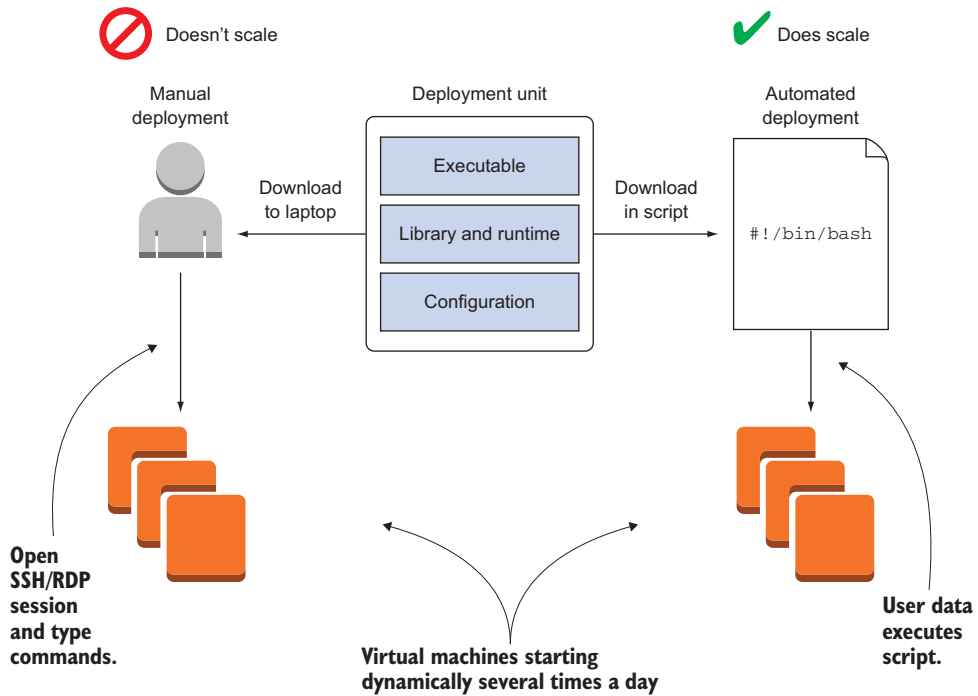 Doesn't scale
Does scale
Manual
deployment
Deployment unit
Automated
deployment
Executable
Library and runtime
Configuration
Download
to laptop
Download
in script
#!/bin/bash
Open
SSH/RDP
session
and type
commands.
Virtual machines starting
dynamically several times a day
User data
executes
script.